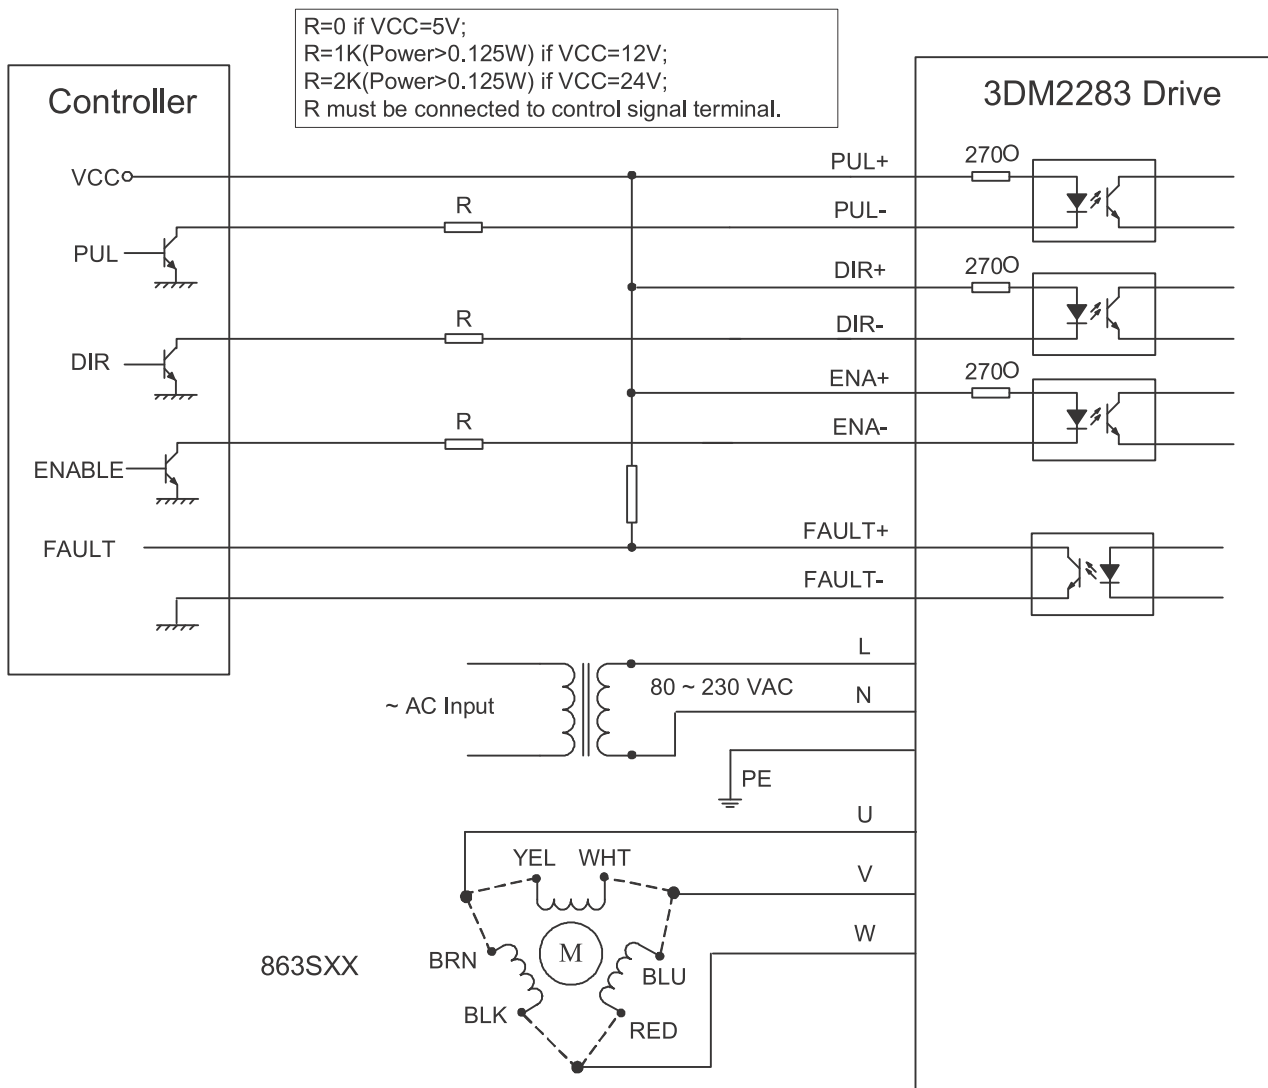 R=0 if VCC=5V;
R=1K(Power>0.125W) if VCC=12V;
R=2K(Power>0.125W) if VCC=24V;
R must be connected to control signal terminal.
Controller
3DM2283 Drive
VCC
PUL+
270O
R
PUL-
PUL
DIR+
270O
R
DIR-
DIR
ENA+
270O
R
ENA-
ENABLE
FAULT
FAULT+
FAULT-
L
~ AC Input
80 ~ 230 VAC
N
PE
U
YEL WHT
V
W
863SXX
BRN
M
BLU
BLK
RED